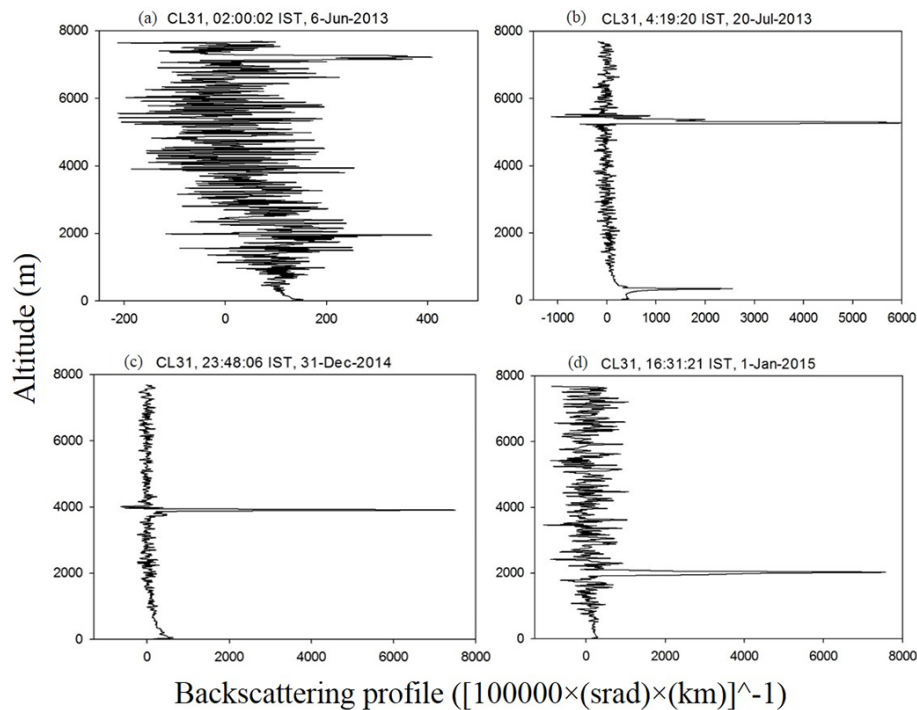 (a) CL31, 02:00:02 IST, 6-Jun-2013
8000
6000
4000
2000
0
-200 0 200 400
(b) CL31, 4:19:20 IST, 20-Jul-2013
8000
6000
4000
2000
0
-1000 0 1000 2000 3000 4000 5000 6000
(c) CL31, 23:48:06 IST, 31-Dec-2014
8000
6000
4000
2000
0
0 2000 4000 6000 8000
(d) CL31, 16:31:21 IST, 1-Jan-2015
8000
6000
4000
2000
0
0 2000 4000 6000 8000
Altitude (m)
Backscattering profile ([100000×(srad)×(km)]^-1)